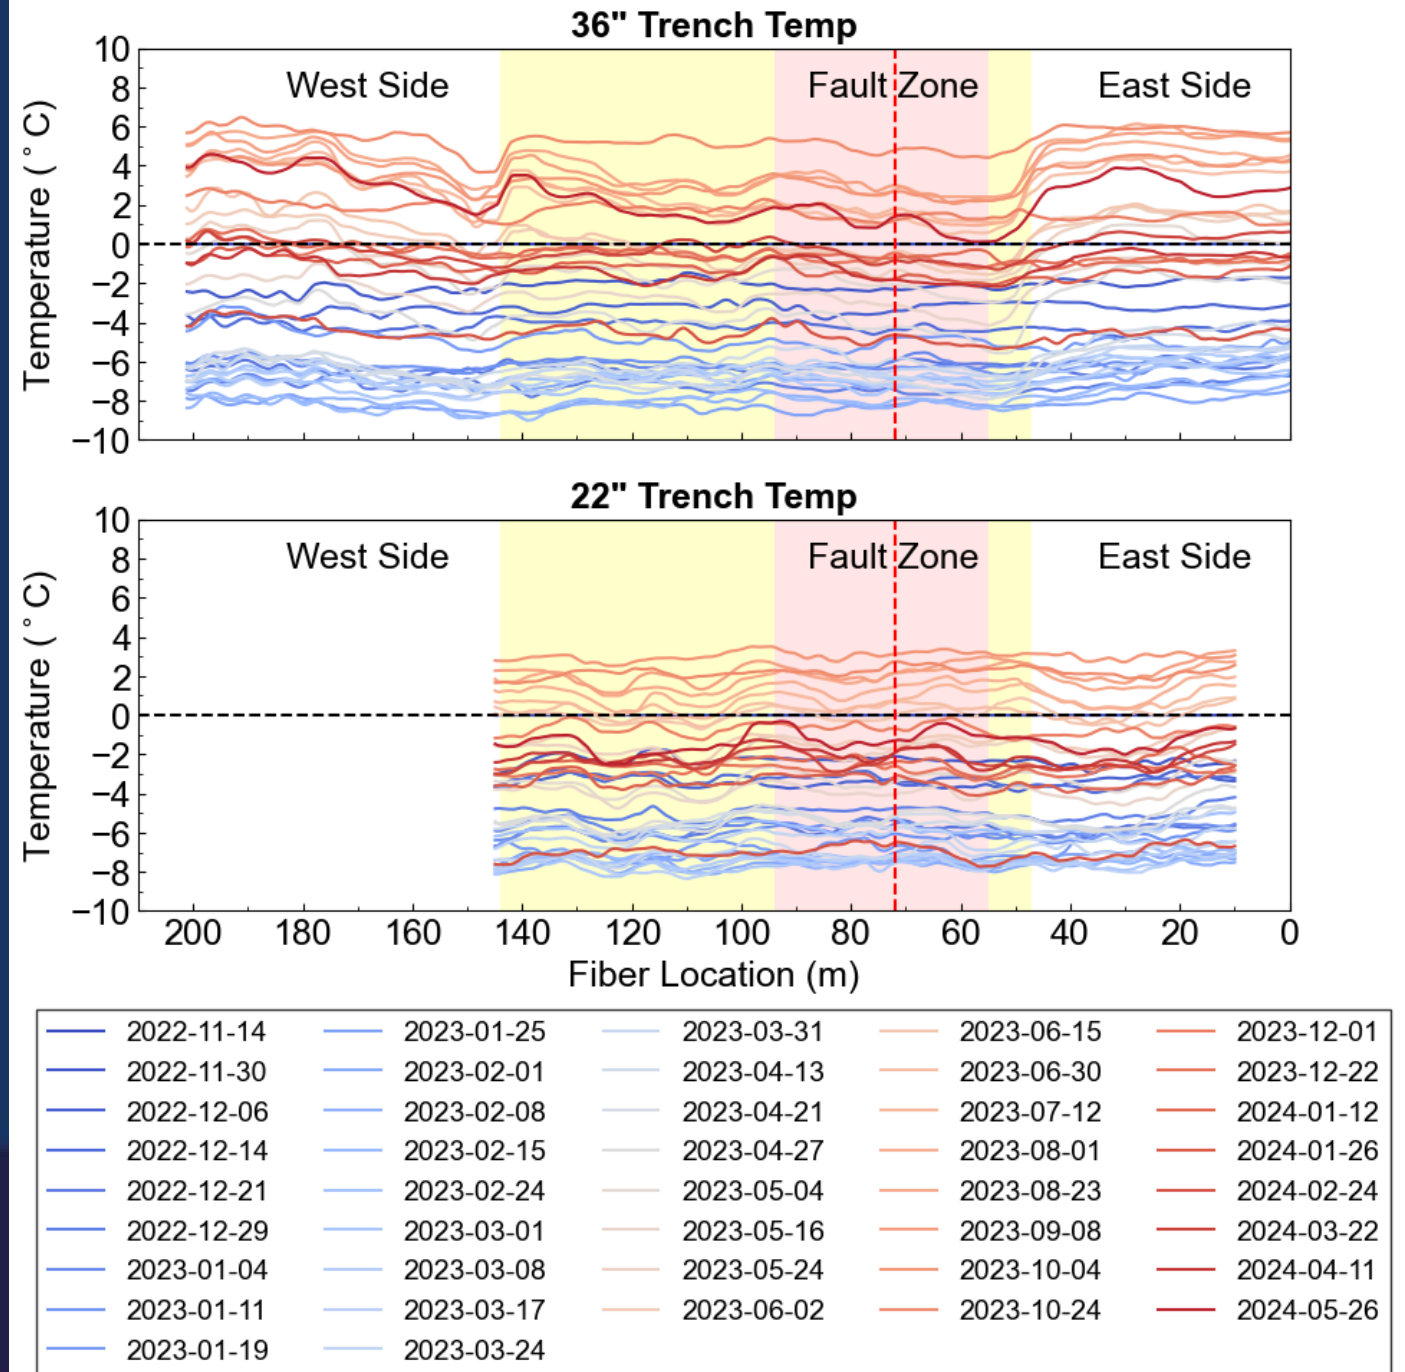 36" Trench Temp
10
8
6
4
2
0
−2
−4
−6
−8
−10
Temperature (°C)
West Side
Fault Zone
East Side
22" Trench Temp
10
8
6
4
2
0
−2
−4
−6
−8
−10
Temperature (°C)
West Side
Fault Zone
East Side
200 180 160 140 120 100 80 60 40 20 0
Fiber Location (m)
2022-11-14 2023-01-25 2023-03-31 2023-06-15 2023-12-01
2022-11-30 2023-02-01 2023-04-13 2023-06-30 2023-12-22
2022-12-06 2023-02-08 2023-04-21 2023-07-12 2024-01-12
2022-12-14 2023-02-15 2023-04-27 2023-08-01 2024-01-26
2022-12-21 2023-02-24 2023-05-04 2023-08-23 2024-02-24
2022-12-29 2023-03-01 2023-05-16 2023-09-08 2024-03-22
2023-01-04 2023-03-08 2023-05-24 2023-10-04 2024-04-11
2023-01-11 2023-03-17 2023-06-02 2023-10-24 2024-05-26
2023-01-19 2023-03-24